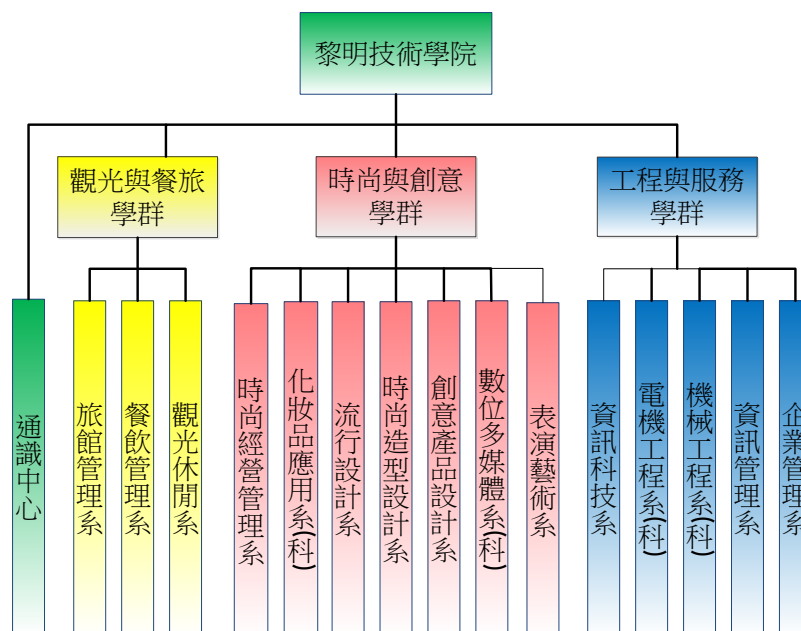 黎明技術學院
觀光與餐旅
學群
時尚與創意
學群
工程與服務
學群
通識中心
旅館管理系
餐飲管理系
觀光休閒系
時尚經營管理系
化妝品應用系(科)
流行設計系
時尚造型設計系
創意產品設計系
數位多媒體系(科)
表演藝術系
資訊科技系
電機工程系(科)
機械工程系(科)
資訊管理系
企業管理系